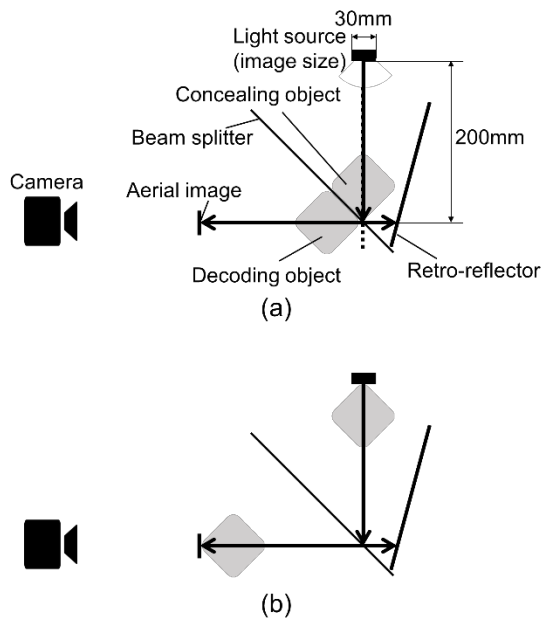 30mm
Light source
(image size)
Concealing object
Beam splitter
200mm
Camera
Aerial image
Decoding object
Retro-reflector
(a)
(b)